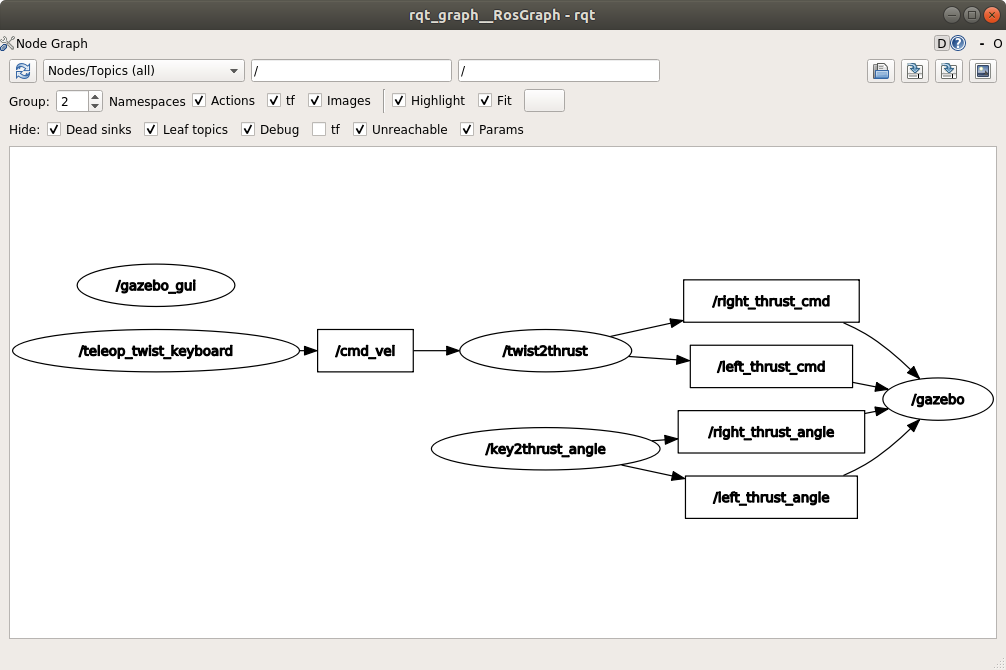 rqt_graph__RosGraph - rqt
Node Graph
D
- O
Nodes/Topics (all)
/
/
Group: 2 Namespaces Actions tf Images Highlight Fit
Hide: Dead sinks Leaf topics Debug tf Unreachable Params
/gazebo_gui
/right_thrust_cmd
/teleop_twist_keyboard
/cmd_vel
/twist2thrust
/left_thrust_cmd
/gazebo
/right_thrust_angle
/key2thrust_angle
/left_thrust_angle